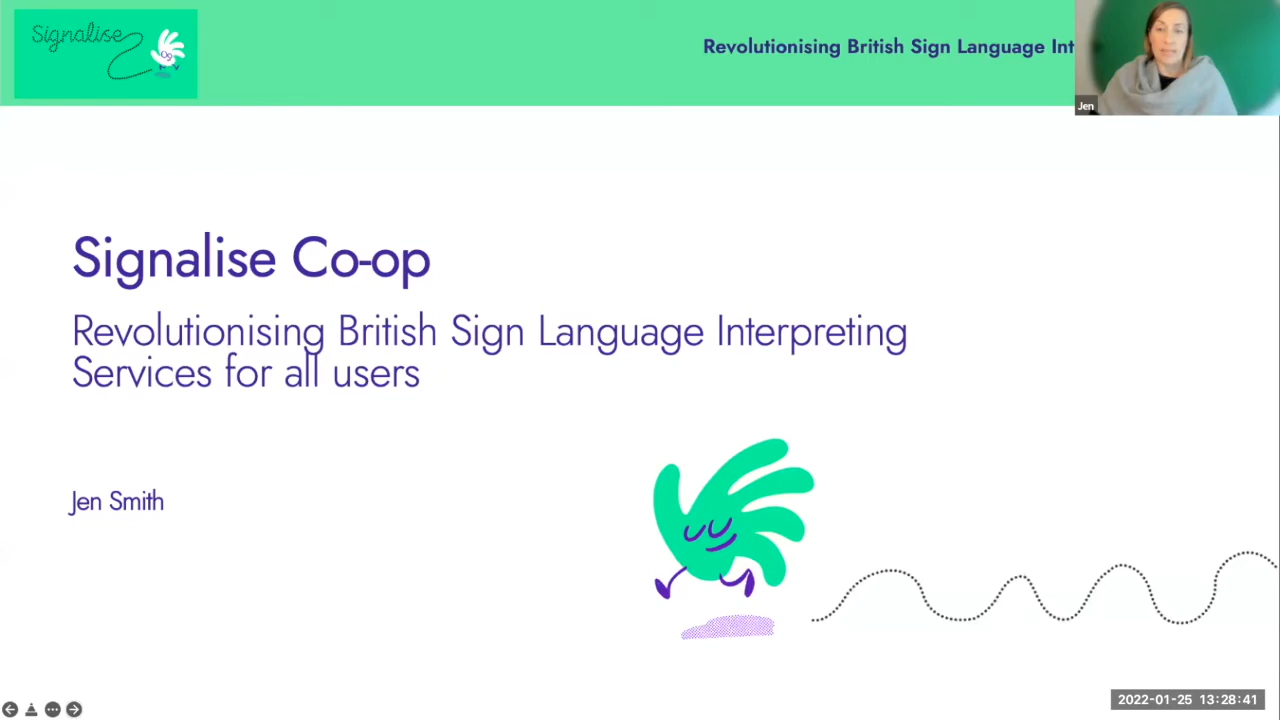 Signalise
Revolutionising British Sign Language Int
Jen
Signalise Co-op
Revolutionising British Sign Language Interpreting
Services for all users
Jen Smith
2022-01-25 13:28:41